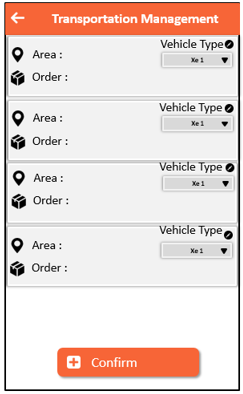 Transportation Management
Vehicle Type
Area :
Xe 1
Order :
Vehicle Type
Area :
Xe 1
Order :
Vehicle Type
Area :
Xe 1
Order :
Vehicle Type
Area :
Xe 1
Order :
Confirm